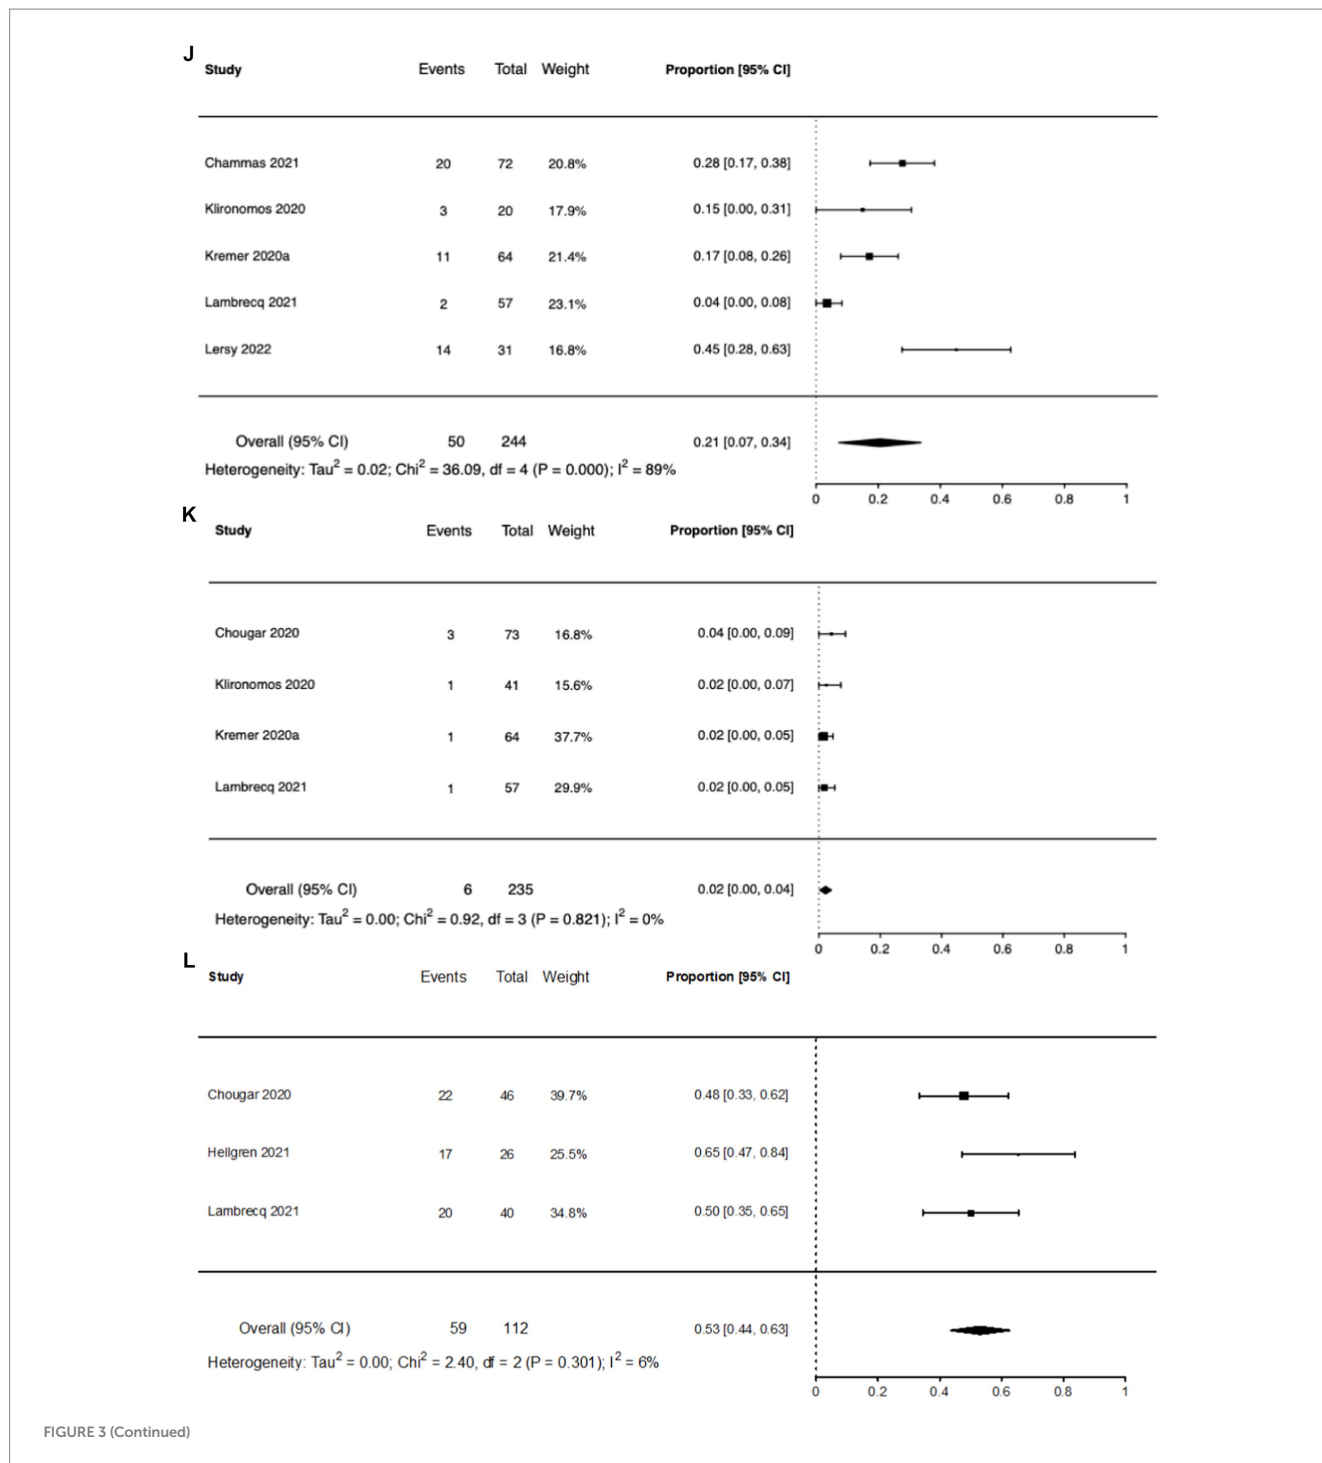 J
Study Events Total Weight Proportion [95% CI]
Chammas 2021 20 72 20.8% 0.28 [0.17, 0.38]
Klironomos 2020 3 20 17.9% 0.15 [0.00, 0.31]
Kremer 2020a 11 64 21.4% 0.17 [0.08, 0.26]
Lambrecq 2021 2 57 23.1% 0.04 [0.00, 0.08]
Lersy 2022 14 31 16.8% 0.45 [0.28, 0.63]
Overall (95% CI) 50 244 0.21 [0.07, 0.34]
Heterogeneity: Tau² = 0.02; Chi² = 36.09, df = 4 (P = 0.000); I² = 89%
0 0.2 0.4 0.6 0.8 1
K
Study Events Total Weight Proportion [95% CI]
Chougar 2020 3 73 16.8% 0.04 [0.00, 0.09]
Klironomos 2020 1 41 15.6% 0.02 [0.00, 0.07]
Kremer 2020a 1 64 37.7% 0.02 [0.00, 0.05]
Lambrecq 2021 1 57 29.9% 0.02 [0.00, 0.05]
Overall (95% CI) 6 235 0.02 [0.00, 0.04]
Heterogeneity: Tau² = 0.00; Chi² = 0.92, df = 3 (P = 0.821); I² = 0%
0 0.2 0.4 0.6 0.8 1
L
Study Events Total Weight Proportion [95% CI]
Chougar 2020 22 46 39.7% 0.48 [0.33, 0.62]
Hellgren 2021 17 26 25.5% 0.65 [0.47, 0.84]
Lambrecq 2021 20 40 34.8% 0.50 [0.35, 0.65]
Overall (95% CI) 59 112 0.53 [0.44, 0.63]
Heterogeneity: Tau² = 0.00; Chi² = 2.40, df = 2 (P = 0.301); I² = 6%
0 0.2 0.4 0.6 0.8 1
FIGURE 3 (Continued)